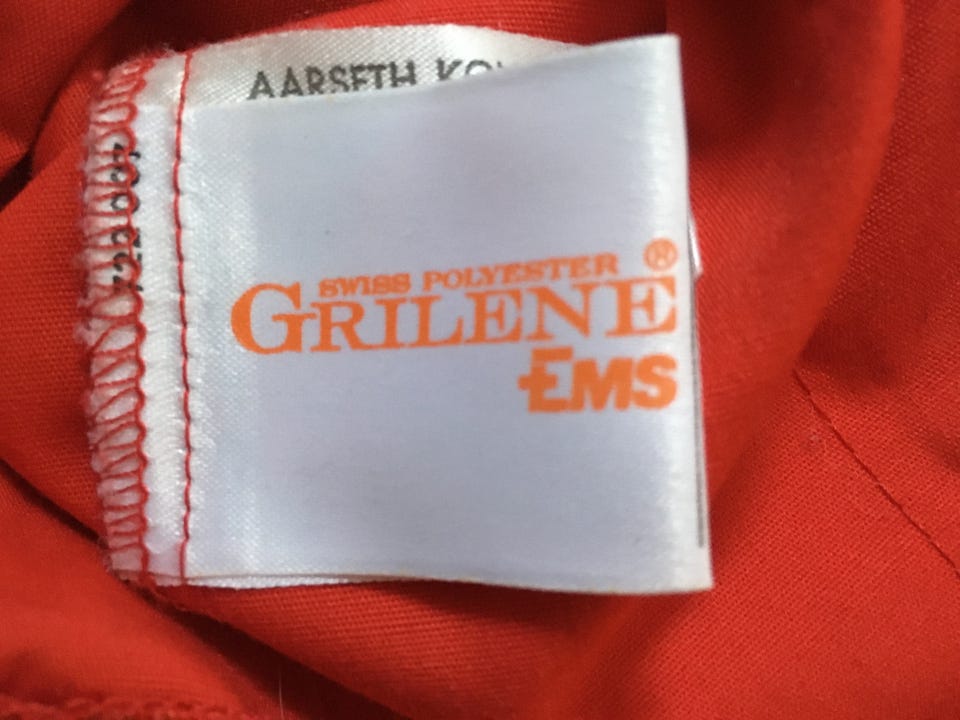 AARSETH
SWISS POLYESTER ®
GRILENE
EMS